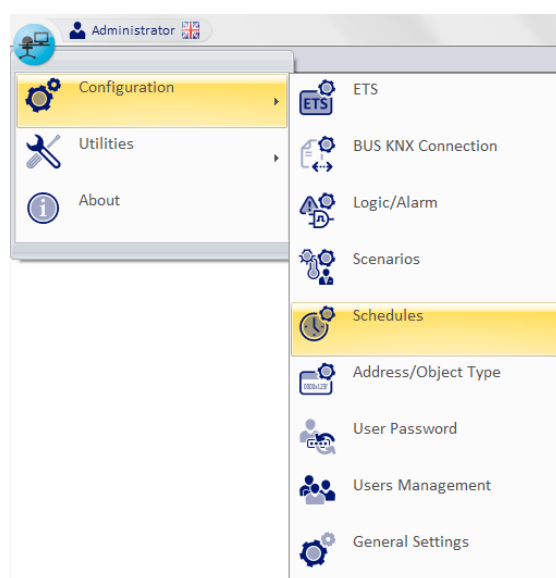 Administrator
Configuration
Utilities
About
ETS
ETS
BUS KNX Connection
Logic/Alarm
Scenarios
Schedules
Address/Object Type
User Password
Users Management
General Settings